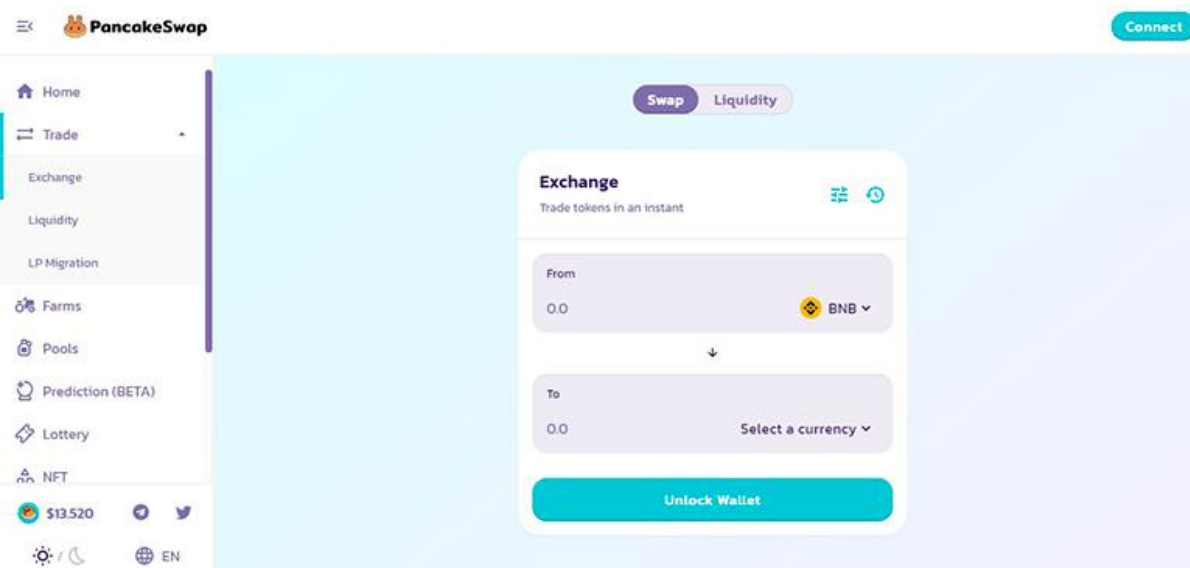 PancakeSwap
Connect
Home
Trade
Exchange
Liquidity
LP Migration
Farms
Pools
Prediction (BETA)
Lottery
NFT
$13.520
/
EN
Swap Liquidity
Exchange
Trade tokens in an instant
From
0.0 BNB
To
0.0 Select a currency
Unlock Wallet